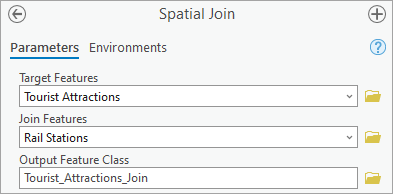 Spatial Join
Parameters Environments
Target Features
Tourist Attractions
Join Features
Rail Stations
Output Feature Class
Tourist_Attractions_Join